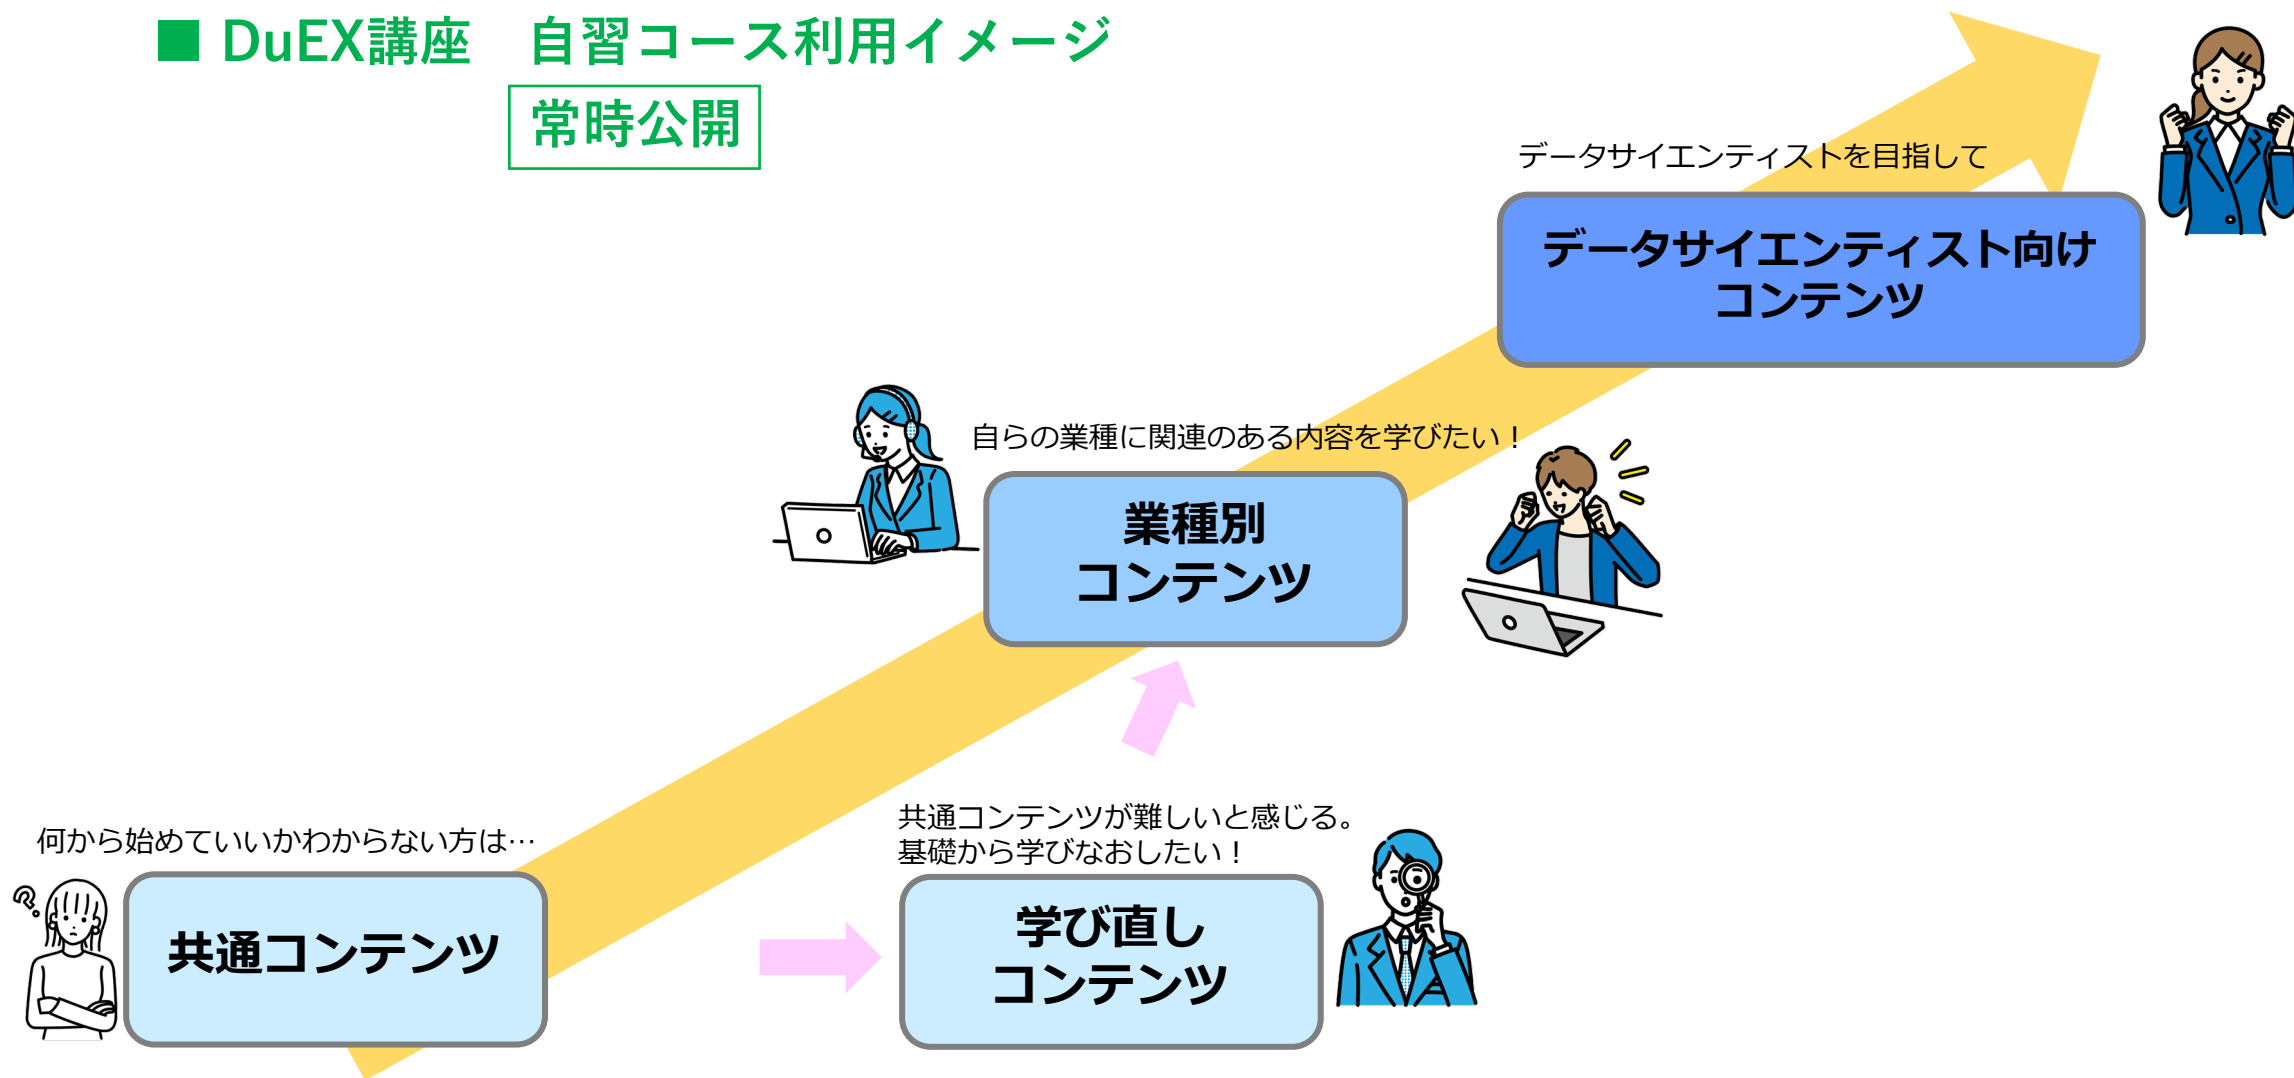 ■ DuEX講座　自習コース利用イメージ
常時公開
データサイエンティストを目指して
データサイエンティスト向け
コンテンツ
自らの業種に関連のある内容を学びたい！
業種別
コンテンツ
何から始めていいかわからない方は…
共通コンテンツ
共通コンテンツが難しいと感じる。
基礎から学びなおしたい！
学び直し
コンテンツ